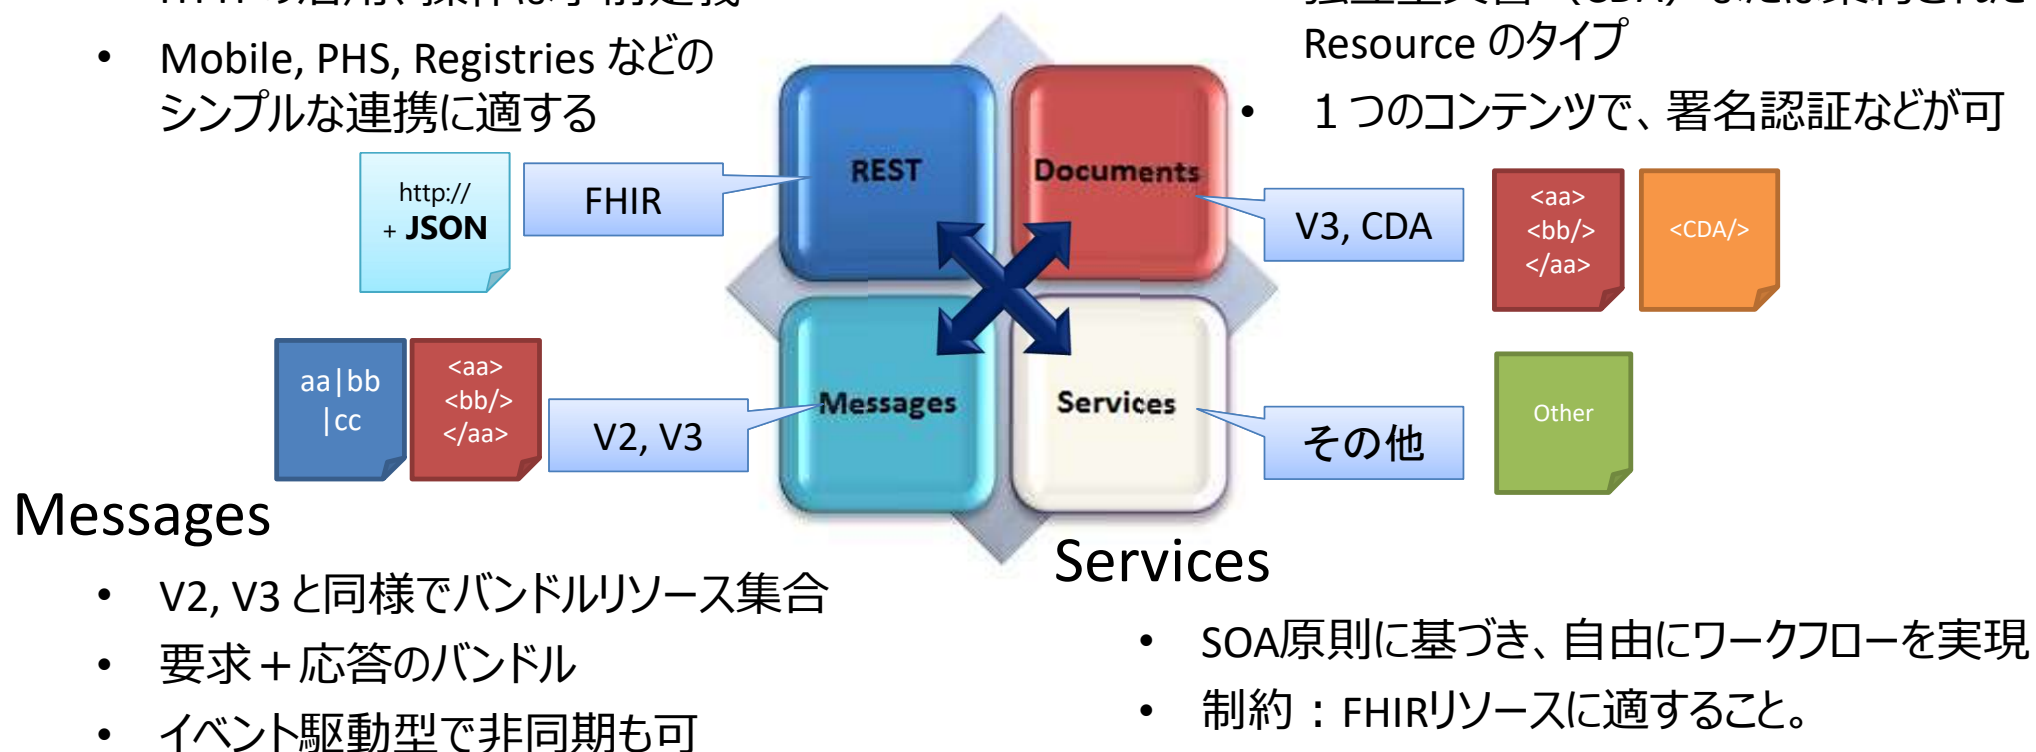 • Mobile, PHS, Registries などの
シンプルな連携に適する
http://
+ JSON
FHIR
REST
Documents
Resource のタイプ
• １つのコンテンツで、署名認証などが可
V3, CDA
<aa>
<bb/>
</aa>
<CDA/>
aa|bb
|cc
<aa>
<bb/>
</aa>
V2, V3
Messages
Services
その他
Other
Messages
• V2, V3 と同様でバンドルリソース集合
• 要求＋応答のバンドル
• イベント駆動型で非同期も可
Services
• SOA原則に基づき、自由にワークフローを実現
• 制約：FHIRリソースに適すること。